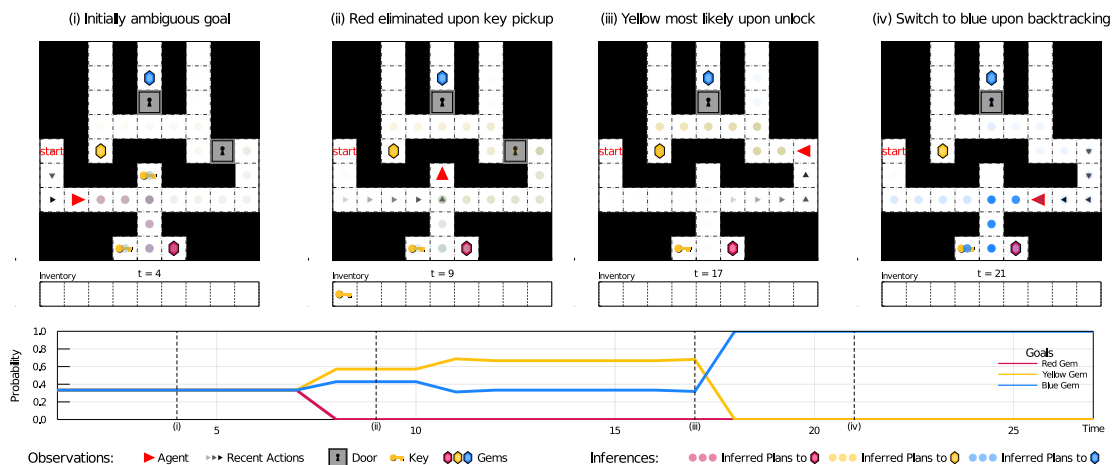 (i) Initially ambiguous goal
(ii) Red eliminated upon key pickup
(iii) Yellow most likely upon unlock
(iv) Switch to blue upon backtracking
start
start
start
start
Inventory
t = 4
Inventory
t = 9
Inventory
t = 17
Inventory
t = 21
Probability
1.0
0.8
0.6
0.4
0.2
0.0
Goals
Red Gem
Yellow Gem
Blue Gem
(i)
5
(ii)
10
15
(iii)
20
(iv)
25
Time
Observations: Agent Recent Actions Door Key Gems Inferences: Inferred Plans to Inferred Plans to Inferred Plans to